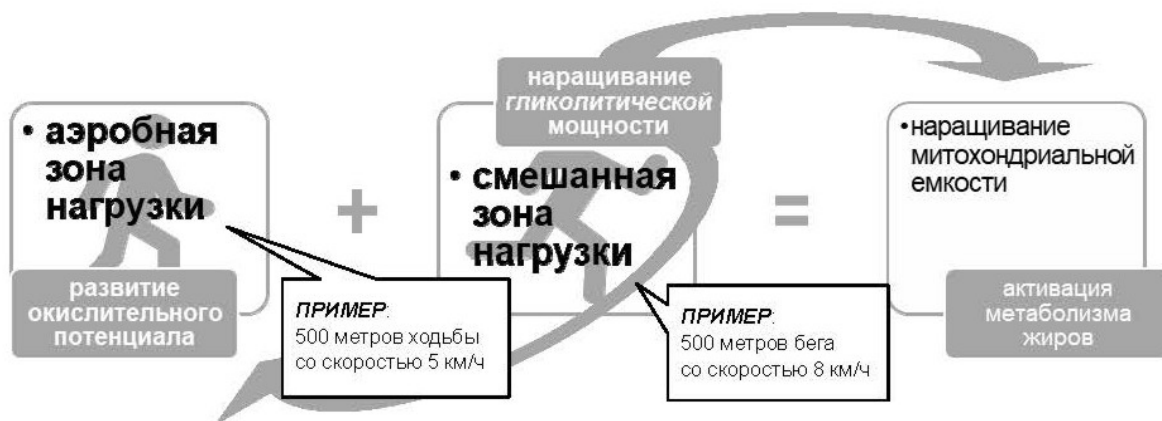 • аэробная
зона
нагрузки
развитие
окислительного
потенциала
ПРИМЕР:
500 метров ходьбы
со скоростью 5 км/ч
+
наращивание
гликолитической
мощности
• смешанная
зона
нагрузки
ПРИМЕР:
500 метров бега
со скоростью 8 км/ч
=
•наращивание
митохондриальной
емкости
активация
метаболизма
жиров